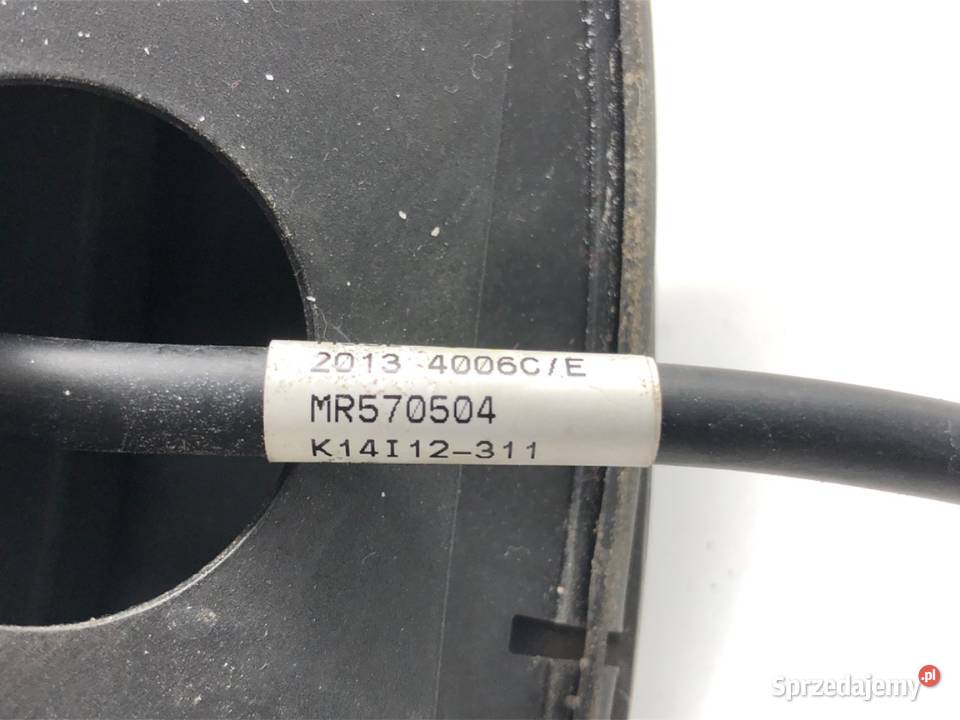 2013 4006C/E
MR570504
K14I12-311
Sprzedajemy.pl